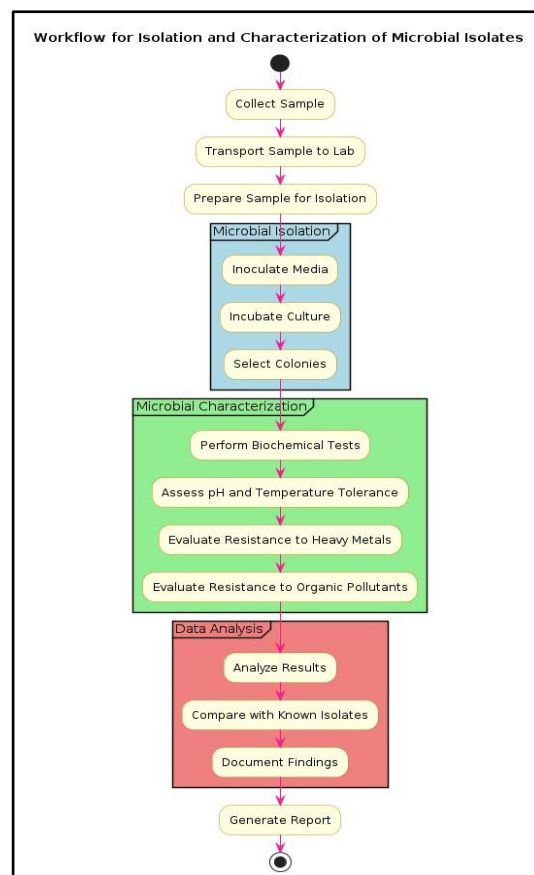 Workflow for Isolation and Characterization of Microbial Isolates
Collect Sample
Transport Sample to Lab
Prepare Sample for Isolation
Microbial Isolation
Inoculate Media
Incubate Culture
Select Colonies
Microbial Characterization
Perform Biochemical Tests
Assess pH and Temperature Tolerance
Evaluate Resistance to Heavy Metals
Evaluate Resistance to Organic Pollutants
Data Analysis
Analyze Results
Compare with Known Isolates
Document Findings
Generate Report